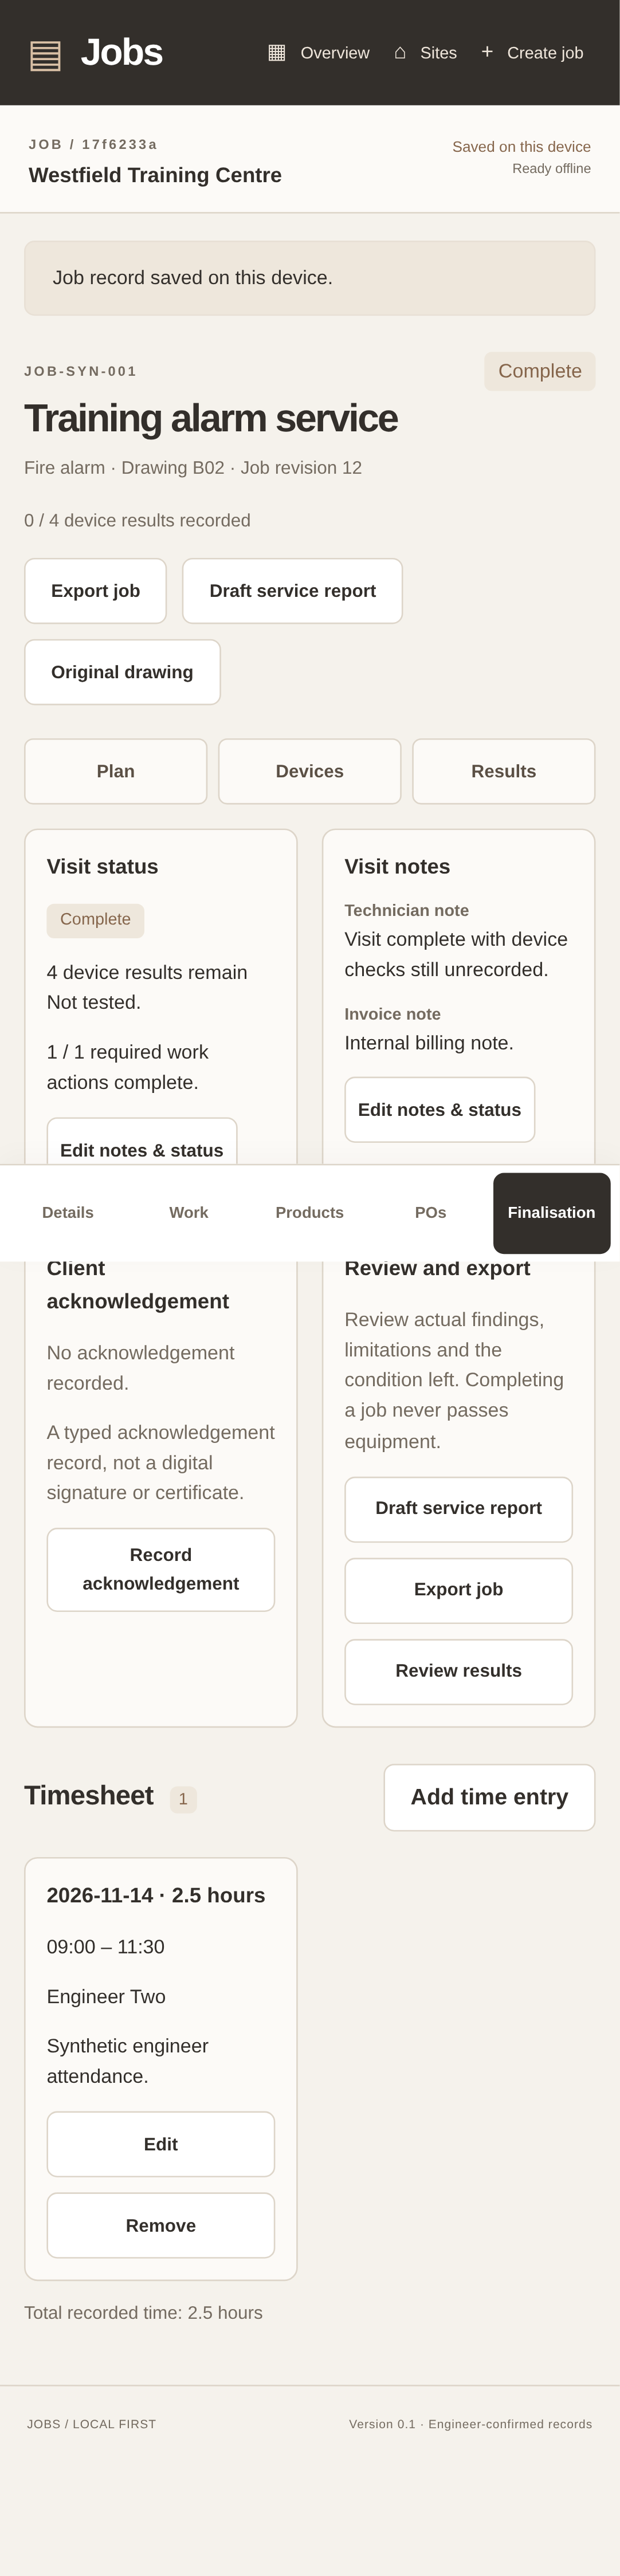 Jobs
Overview
Sites
+ Create job
JOB / 17f6233a
Westfield Training Centre
Saved on this device
Ready offline
Job record saved on this device.
JOB-SYN-001
Complete
Training alarm service
Fire alarm · Drawing B02 · Job revision 12
0 / 4 device results recorded
Export job
Draft service report
Original drawing
Plan
Devices
Results
Visit status
Complete
4 device results remain
Not tested.
1 / 1 required work
actions complete.
Edit notes & status
Visit notes
Technician note
Visit complete with device
checks still unrecorded.
Invoice note
Internal billing note.
Edit notes & status
Details
Work
Products
POs
Finalisation
Client
acknowledgement
No acknowledgement
recorded.
A typed acknowledgement
record, not a digital
signature or certificate.
Record
acknowledgement
Review and export
Review actual findings,
limitations and the
condition left. Completing
a job never passes
equipment.
Draft service report
Export job
Review results
Timesheet 1
Add time entry
2026-11-14 · 2.5 hours
09:00 – 11:30
Engineer Two
Synthetic engineer
attendance.
Edit
Remove
Total recorded time: 2.5 hours
JOBS / LOCAL FIRST
Version 0.1 · Engineer-confirmed records